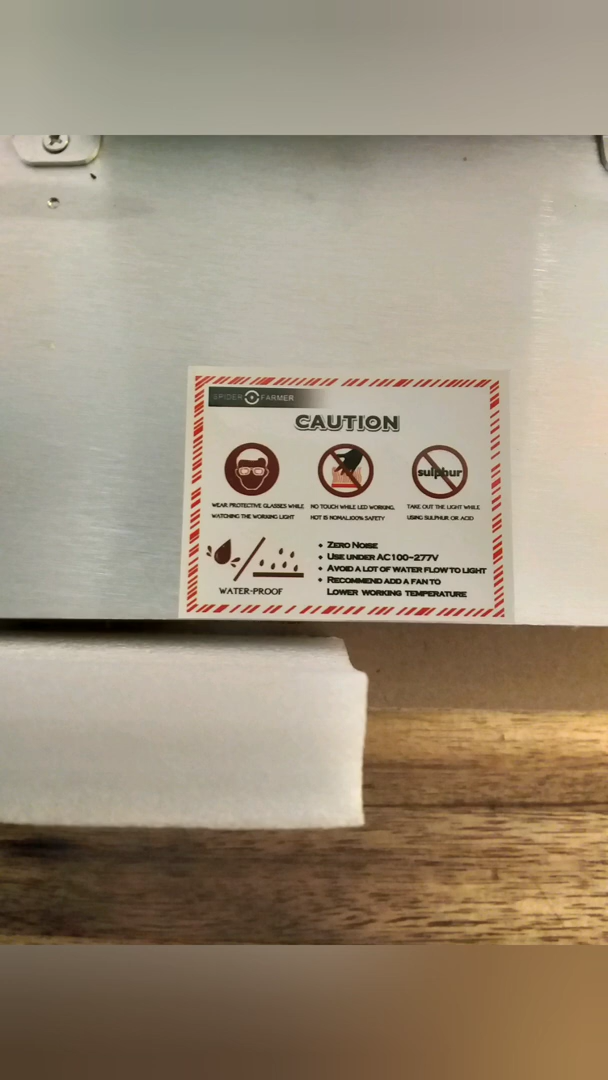 SPIDER FARMER
CAUTION
sulphur
WEAR PROTECTIVE GLASSES WHILE
WATCHING THE WORKING LIGHT
NO TOUCH WHILE LED WORKING,
HOT IS NOMAL,100% SAFETY
TAKE OUT THE LIGHT WHILE
USING SULPHUR OR ACID
WATER-PROOF
• ZERO NOISE
• USE UNDER AC100~277V
• AVOID A LOT OF WATER FLOW TO LIGHT
• RECOMMEND ADD A FAN TO
LOWER WORKING TEMPERATURE